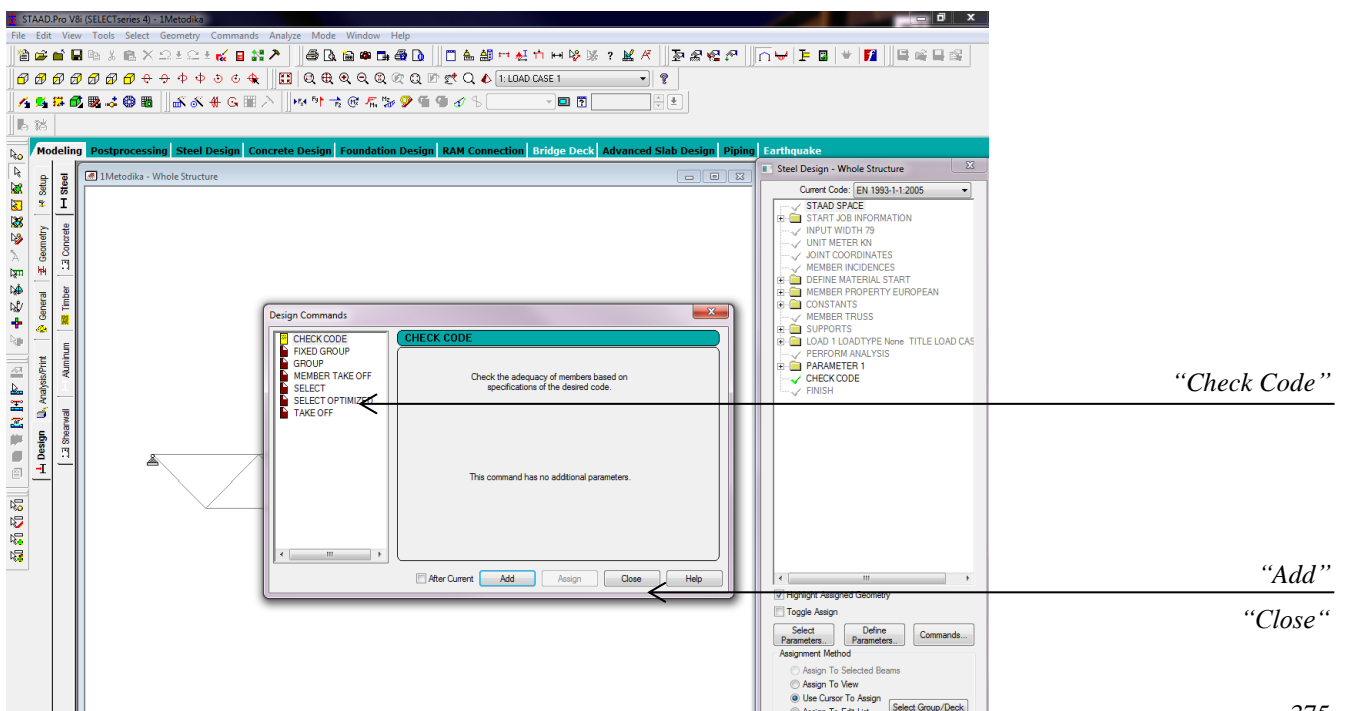 STAAD.Pro V8i (SELECTseries 4) - 1Metodika
File Edit View Tools Select Geometry Commands Analyze Mode Window Help
1: LOAD CASE 1
Modeling Postprocessing Steel Design Concrete Design Foundation Design RAM Connection Bridge Deck Advanced Slab Design Piping Earthquake
Setup
Geometry
General
Analysis/Print
Design
Steel
Concrete
Timber
Aluminum
Shearwall
1Metodika - Whole Structure
Design Commands
CHECK CODE
FIXED GROUP
GROUP
MEMBER TAKE OFF
SELECT
SELECT OPTIMIZED
TAKE OFF
CHECK CODE
Check the adequacy of members based on
specifications of the desired code.
This command has no additional parameters.
After Current Add Assign Close Help
Steel Design - Whole Structure
Current Code: EN 1993-1-1:2005
STAAD SPACE
START JOB INFORMATION
INPUT WIDTH 79
UNIT METER KN
JOINT COORDINATES
MEMBER INCIDENCES
DEFINE MATERIAL START
MEMBER PROPERTY EUROPEAN
CONSTANTS
MEMBER TRUSS
SUPPORTS
LOAD 1 LOADTYPE None TITLE LOAD CAS
PERFORM ANALYSIS
PARAMETER 1
CHECK CODE
FINISH
Highlight Assigned Geometry
Toggle Assign
Select Parameters..
Define Parameters..
Commands...
Assignment Method
Assign To Selected Beams
Assign To View
Use Cursor To Assign
Assign To Edit List
Select Group/Deck
“Check Code”
“Add”
“Close“
275